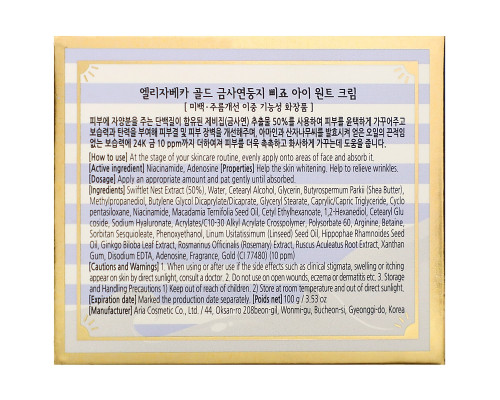 엘리자베카 골드 금사연둥지 삐죠 아이 원트 크림
[ 미백 · 주름개선 이중 기능성 화장품 ]
피부에 자양분을 주는 단백질이 함유된 제비집(금사연) 추출물 50%를 사용하여 피부를 윤택하게 가꾸어주고
보습력과 탄력을 부여해 피부결 및 피부 장벽을 개선해주며, 아마인과 산자나무씨를 발효시켜 얻은 오일의 끈적임
없는 보습력에 24K 금 10 ppm까지 더하여져 피부를 더욱 촉촉하고 화사하게 가꾸는데 도움을 줍니다.
[How to use] At the stage of your skincare routine, evenly apply onto areas of face and absorb it.
[Active ingredient] Niacinamide, Adenosine [Properties] Help the skin whitening. Help to relieve wrinkles.
[Dosage] Apply an appropriate amount and pat gently until absorbed.
[Ingredients] Swiftlet Nest Extract (50%), Water, Cetearyl Alcohol, Glycerin, Butyrospermum Parkii (Shea Butter),
Methylpropanediol, Butylene Glycol Dicaprylate/Dicaprate, Glyceryl Stearate, Caprylic/Capric Triglyceride, Cyclo
pentasiloxane, Niacinamide, Macadamia Ternifolia Seed Oil, Cetyl Ethylhexanoate, 1,2-Hexanediol, Cetearyl Glu
coside, Sodium Hyaluronate, Acrylates/C10-30 Alkyl Acrylate Crosspolymer, Polysorbate 60, Arginine, Betaine,
Sorbitan Sesquioleate, Phenoxyethanol, Linum Usitatissimum (Linseed) Seed Oil, Hippophae Rhamnoides Seed
Oil, Ginkgo Biloba Leaf Extract, Rosmarinus Officinalis (Rosemary) Extract, Ruscus Aculeatus Root Extract, Xanthan
Gum, Disodium EDTA, Adenosine, Fragrance, Gold (CI 77480) (10 ppm)
[Cautions and Warnings] 1. When using or after use if the side effects such as clinical stigmata, swelling or itching
appear on skin by direct sunlight, consult a doctor. 2. Do not use on open wounds, eczema or dermatitis etc. 3. Storage
and Handling Precautions 1) Keep out of reach of children. 2) Store at room temperature and out of direct sunlight.
[Expiration date] Marked the production date separately. [Poids net] 100 g / 3.53 oz
[Manufacturer] Aria Cosmetic Co., Ltd. / 44, Oksan-ro 208beon-gil, Wonmi-gu, Bucheon-si, Gyeonggi-do, Korea